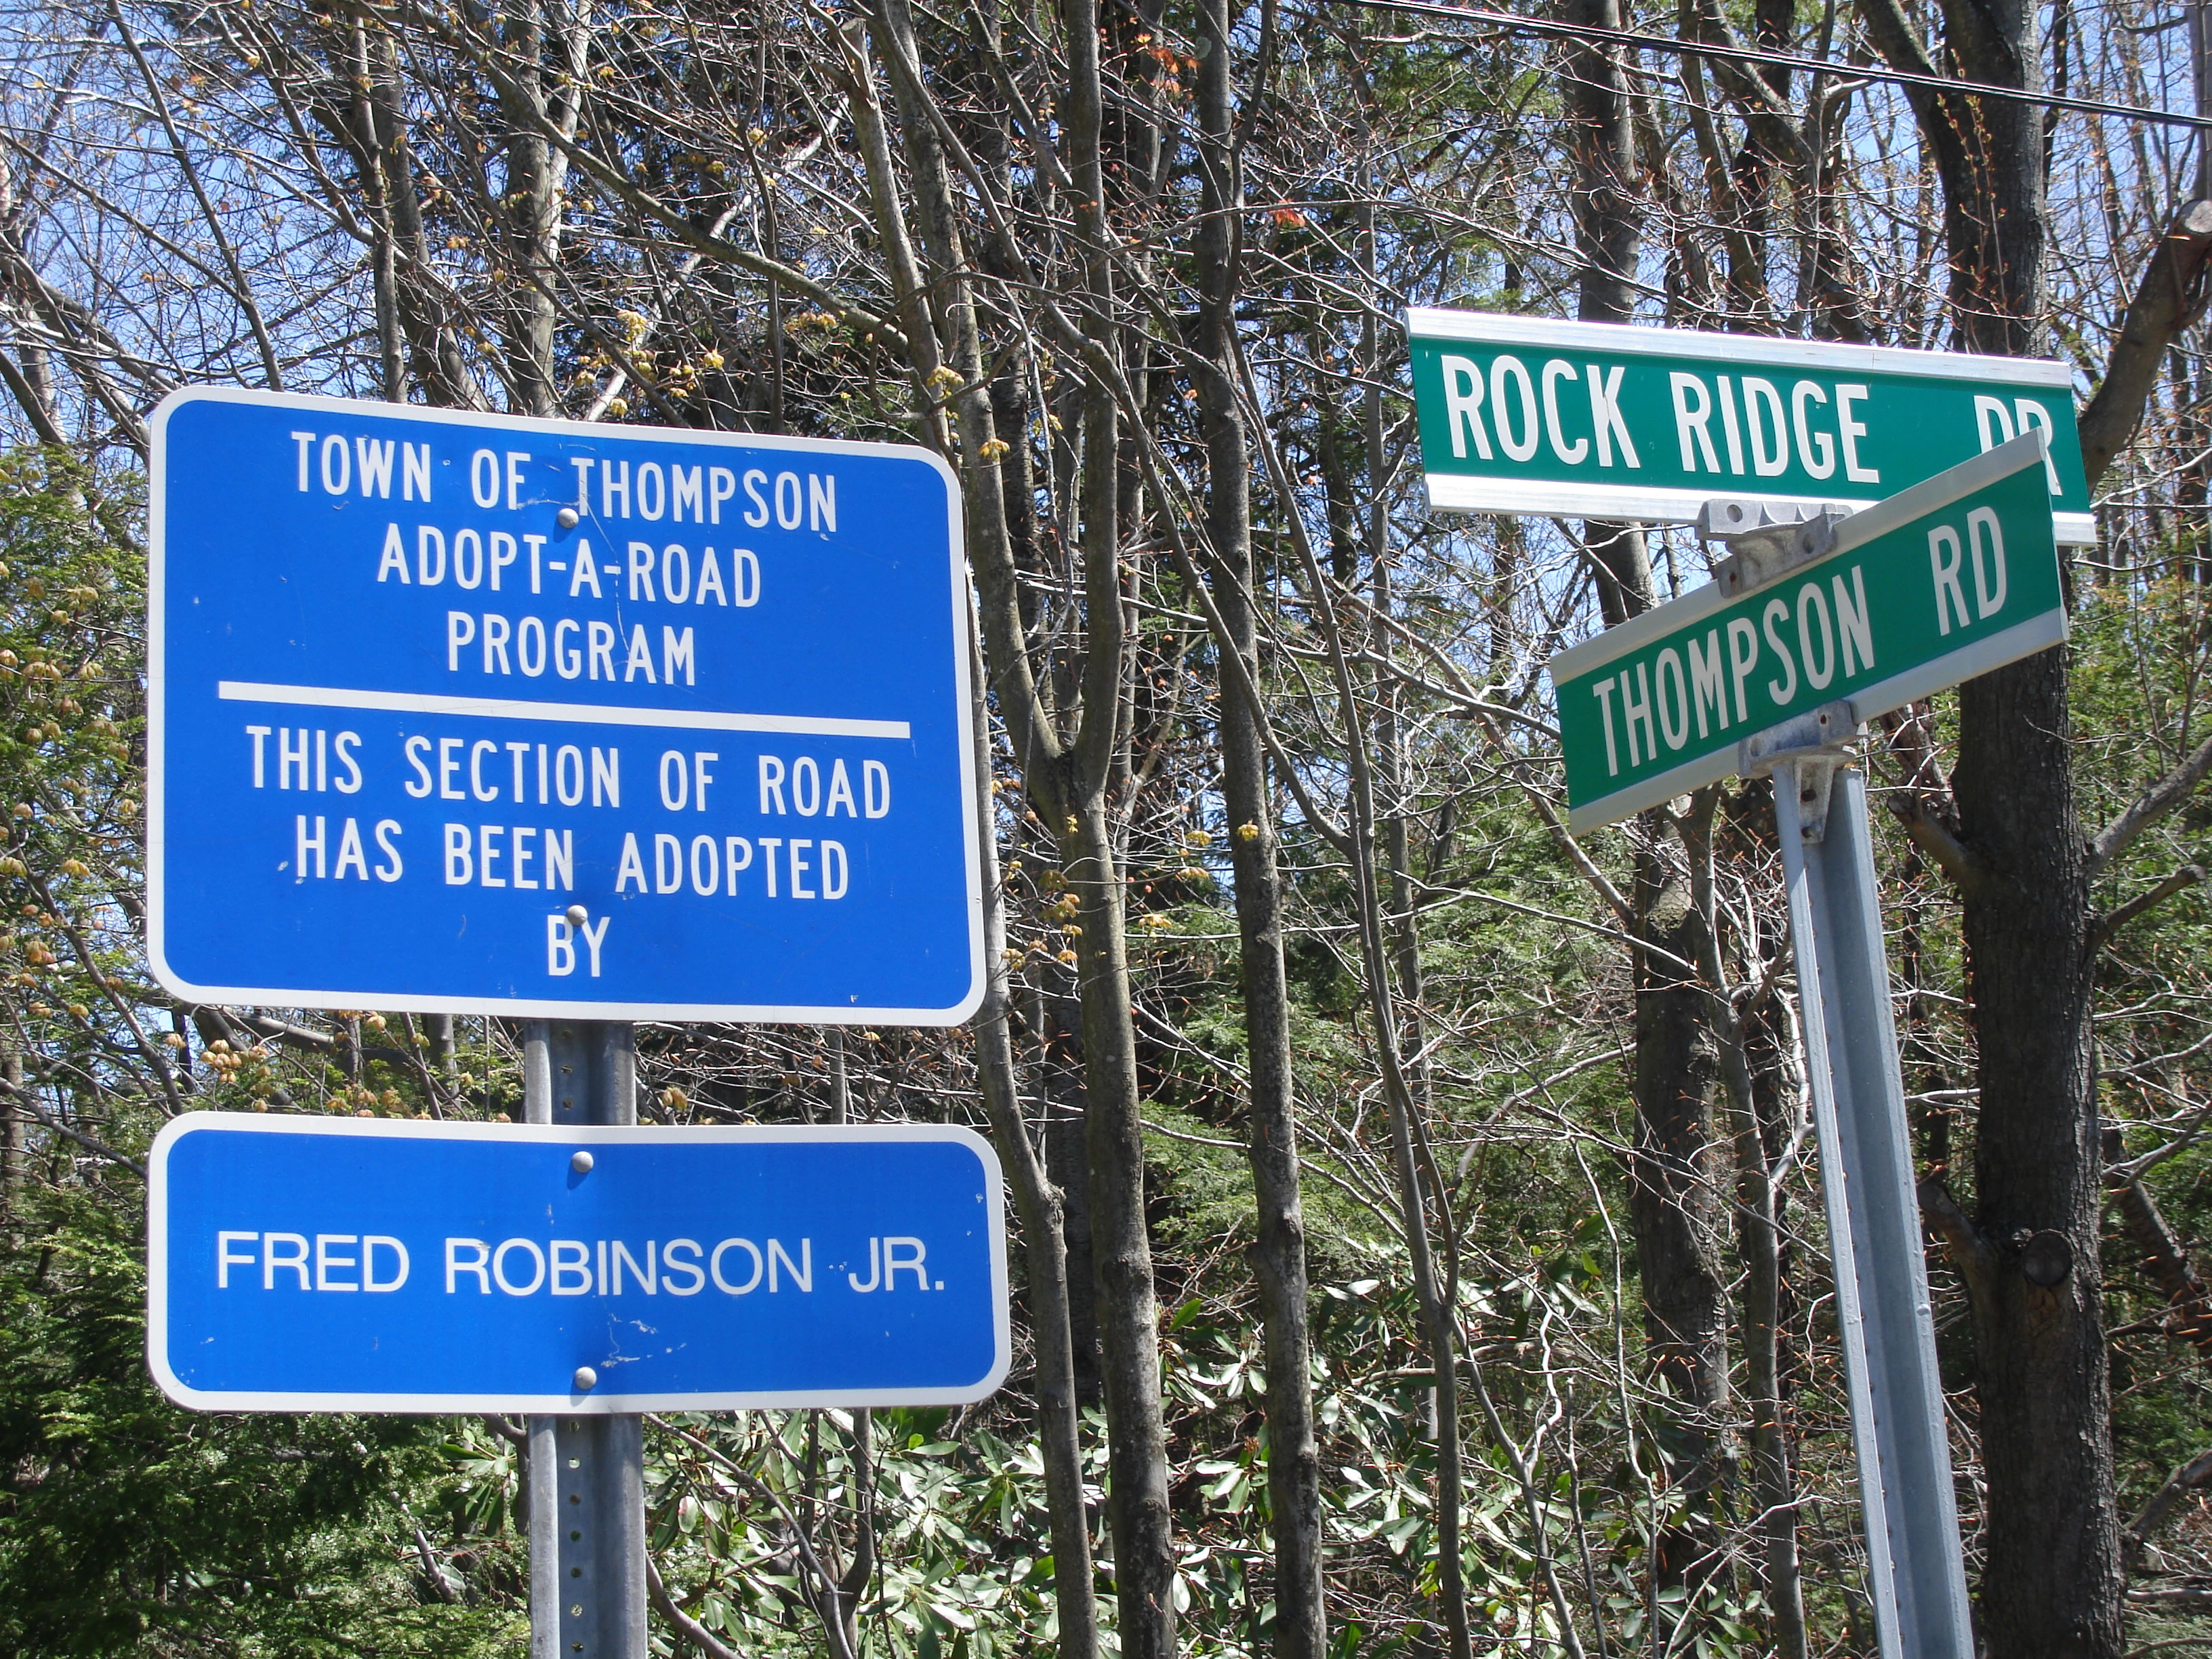 TOWN OF THOMPSON
ADOPT-A-ROAD
PROGRAM
THIS SECTION OF ROAD
HAS BEEN ADOPTED
BY
FRED ROBINSON JR.
ROCK RIDGE DR
THOMPSON RD